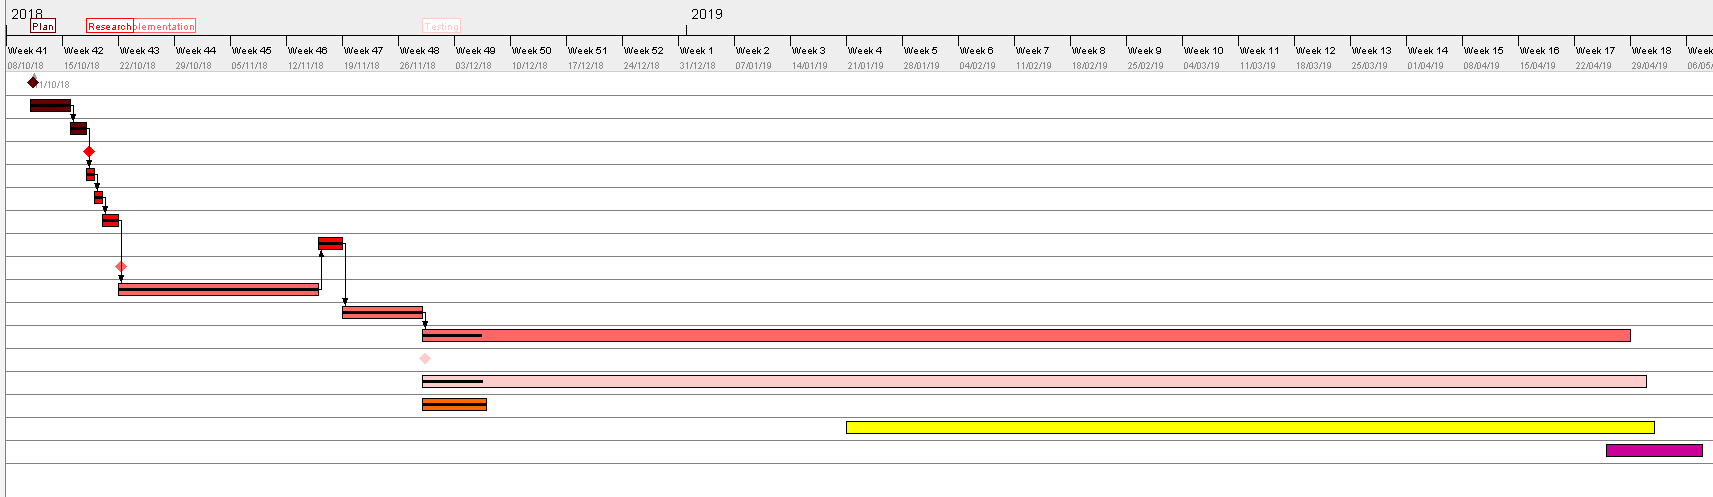 2018 2019
Plan Research plementation Testing
Week 41 Week 42 Week 43 Week 44 Week 45 Week 46 Week 47 Week 48 Week 49 Week 50 Week 51 Week 52 Week 1 Week 2 Week 3 Week 4 Week 5 Week 6 Week 7 Week 8 Week 9 Week 10 Week 11 Week 12 Week 13 Week 14 Week 15 Week 16 Week 17 Week 18 Week
08/10/18 15/10/18 22/10/18 29/10/18 05/11/18 12/11/18 19/11/18 26/11/18 03/12/18 10/12/18 17/12/18 24/12/18 31/12/18 07/01/19 14/01/19 21/01/19 28/01/19 04/02/19 11/02/19 18/02/19 25/02/19 04/03/19 11/03/19 18/03/19 25/03/19 01/04/19 08/04/19 15/04/19 22/04/19 29/04/19 06/05/
11/10/18